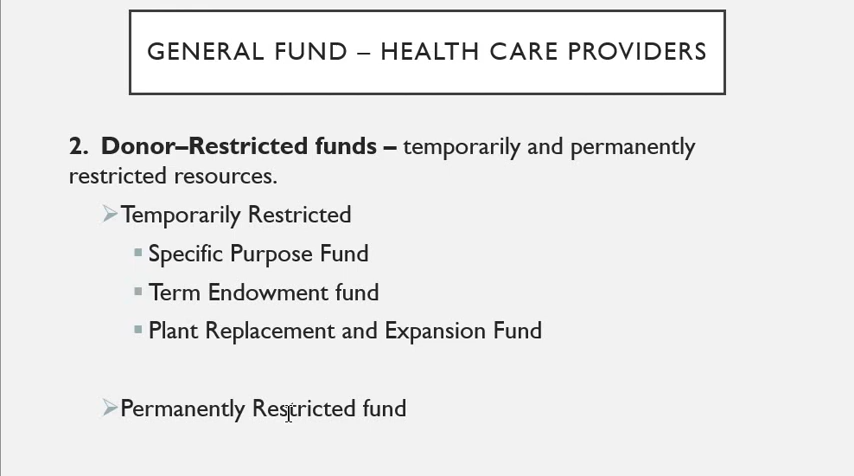 GENERAL FUND – HEALTH CARE PROVIDERS
2. Donor–Restricted funds – temporarily and permanently
restricted resources.
Temporarily Restricted
Specific Purpose Fund
Term Endowment fund
Plant Replacement and Expansion Fund
Permanently Restricted fund